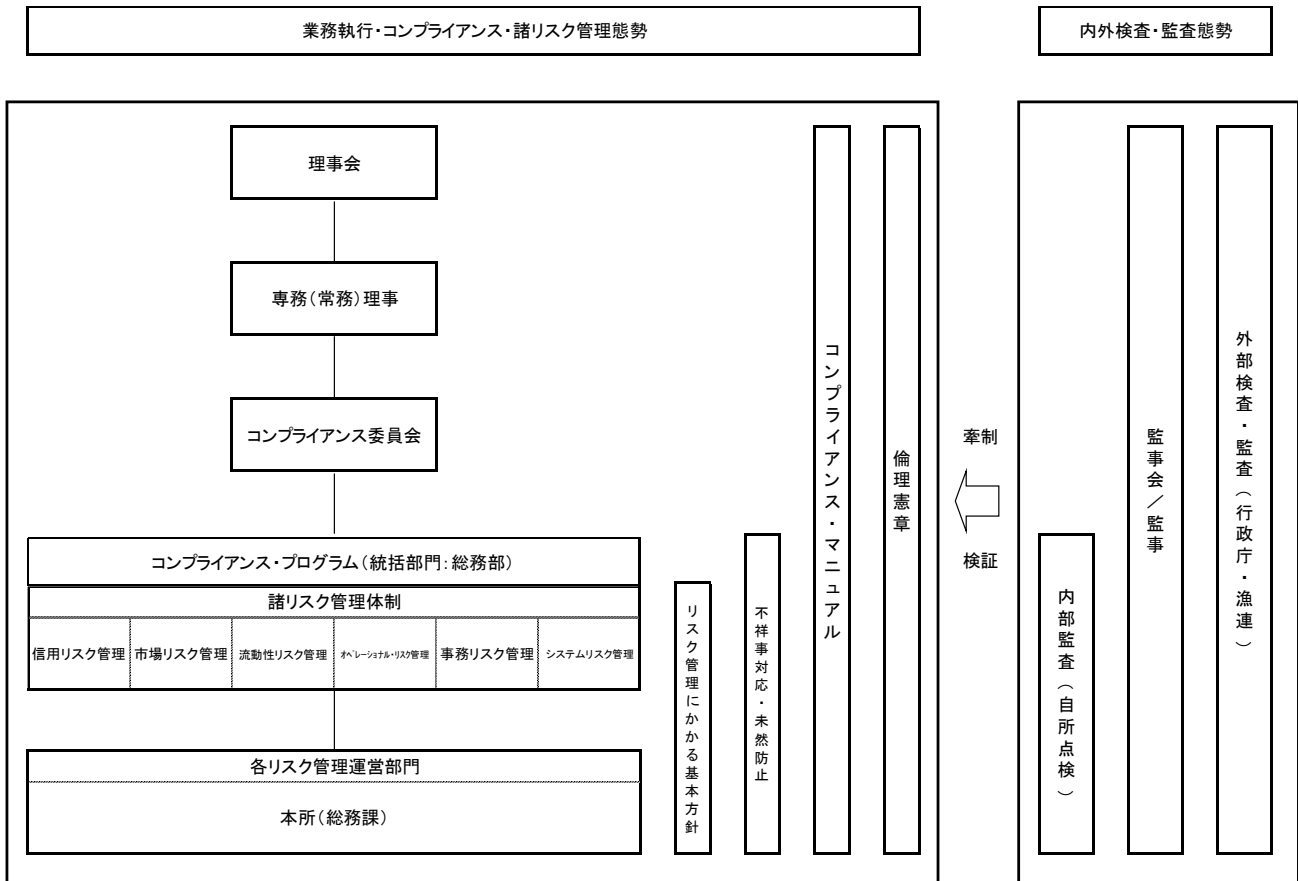 業務執行・コンプライアンス・諸リスク管理態勢
内外検査・監査態勢
理事会
専務(常務)理事
コンプライアンス委員会
コンプライアンス・プログラム(統括部門:総務部)
諸リスク管理体制
信用リスク管理
市場リスク管理
流動性リスク管理
オペレーショナル・リスク管理
事務リスク管理
システムリスク管理
各リスク管理運営部門
本所(総務課)
リスク管理にかかる基本方針
不祥事対応・未然防止
コンプライアンス・マニュアル
倫理憲章
牽制
検証
内部監査(自所点検)
監事会/監事
外部検査・監査(行政庁・漁連)